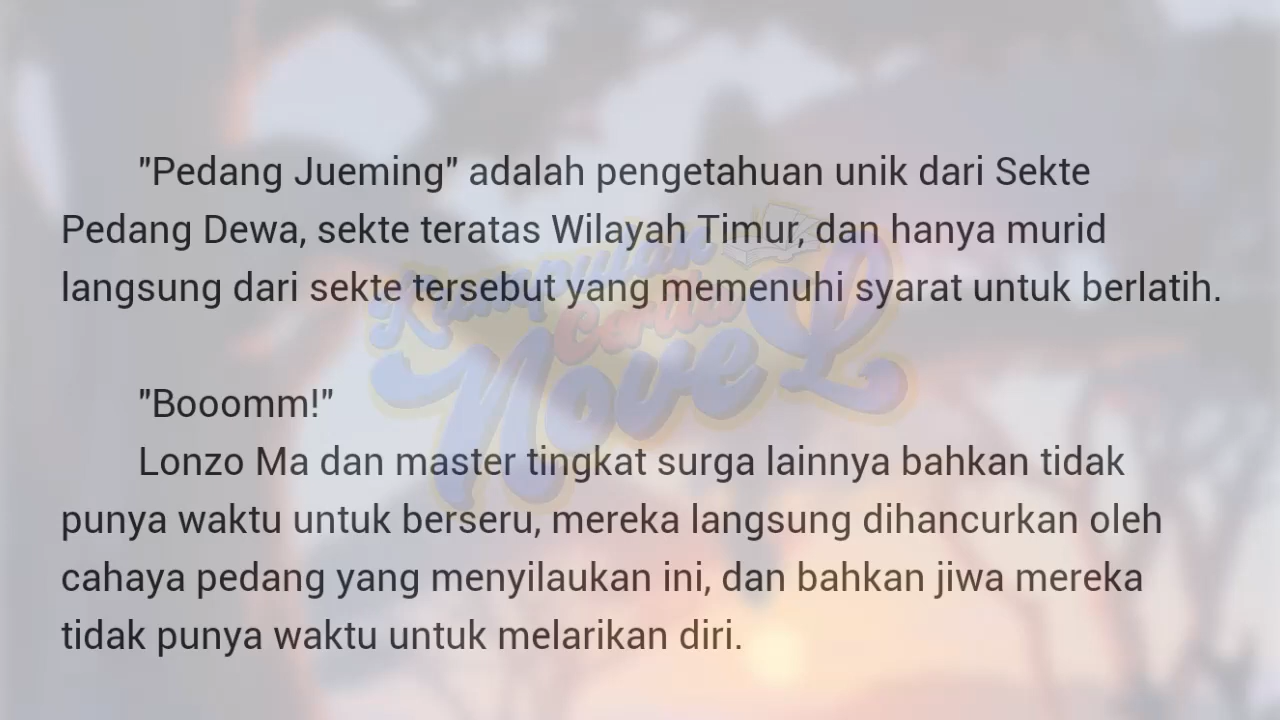 "Pedang Jueming" adalah pengetahuan unik dari Sekte
Pedang Dewa, sekte teratas Wilayah Timur, dan hanya murid
langsung dari sekte tersebut yang memenuhi syarat untuk berlatih.
Kumpulan
Cerita
Novel
"Booomm!"
Lonzo Ma dan master tingkat surga lainnya bahkan tidak
punya waktu untuk berseru, mereka langsung dihancurkan oleh
cahaya pedang yang menyilaukan ini, dan bahkan jiwa mereka
tidak punya waktu untuk melarikan diri.